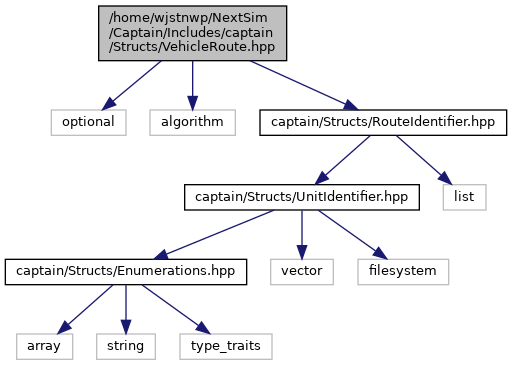 /home/wjstnwp/NextSim
/Captain/Includes/captain
/Structs/VehicleRoute.hpp
optional
algorithm
captain/Structs/RouteIdentifier.hpp
captain/Structs/UnitIdentifier.hpp
list
captain/Structs/Enumerations.hpp
vector
filesystem
array
string
type_traits